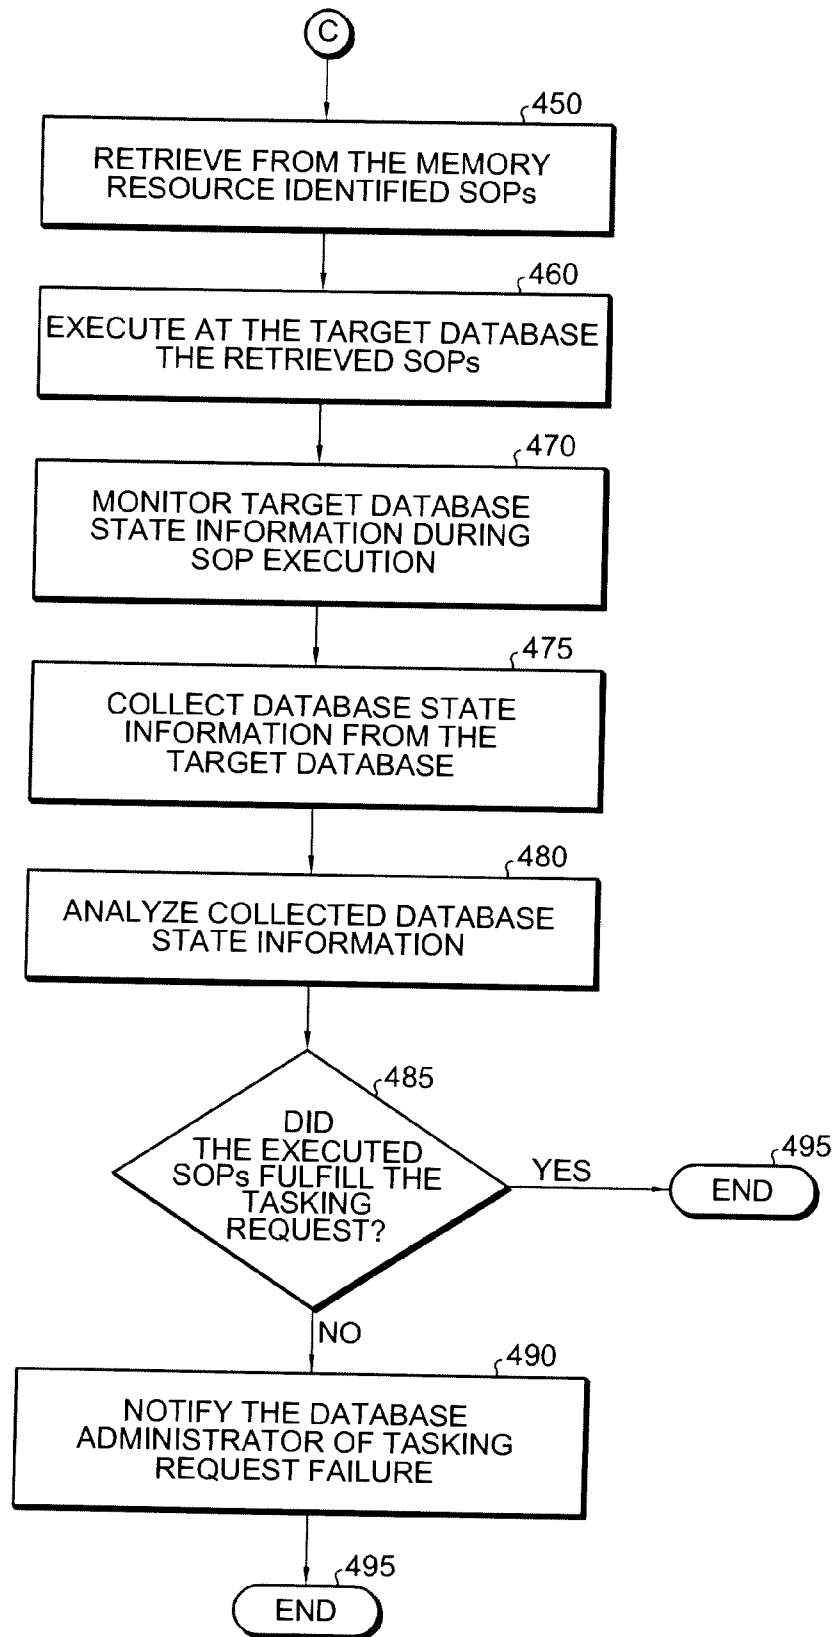 C
450
RETRIEVE FROM THE MEMORY
RESOURCE IDENTIFIED SOPs
460
EXECUTE AT THE TARGET DATABASE
THE RETRIEVED SOPs
470
MONITOR TARGET DATABASE
STATE INFORMATION DURING
SOP EXECUTION
475
COLLECT DATABASE STATE
INFORMATION FROM THE
TARGET DATABASE
480
ANALYZE COLLECTED DATABASE
STATE INFORMATION
485
DID
THE EXECUTED
SOPs FULFILL THE
TASKING
REQUEST?
YES
495
END
NO
490
NOTIFY THE DATABASE
ADMINISTRATOR OF TASKING
REQUEST FAILURE
495
END